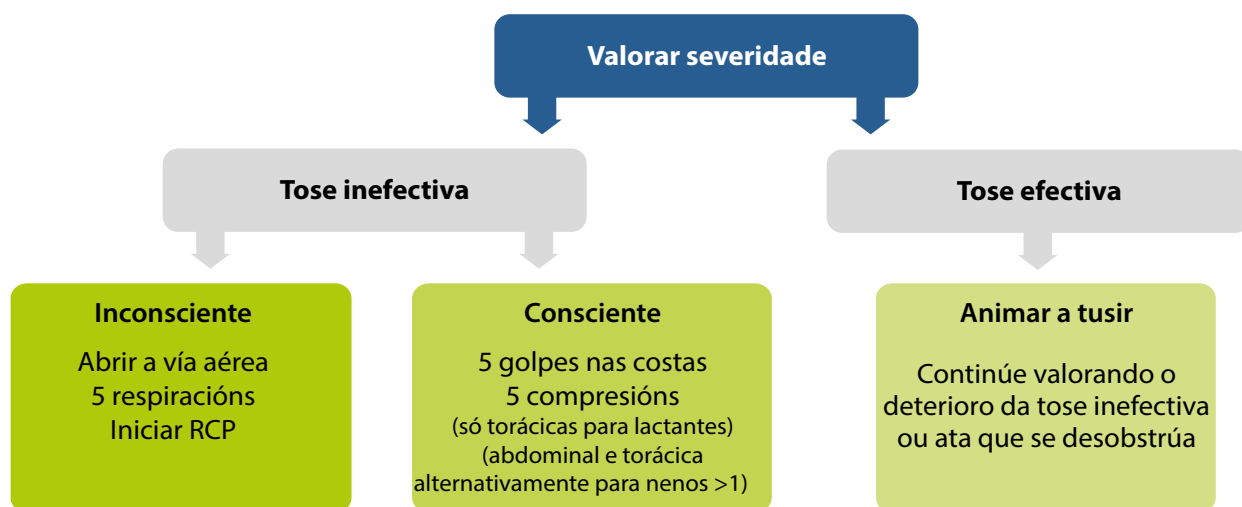 Valorar severidade
Tose inefectiva
Tose efectiva
Inconsciente
Abrir a vía aérea
5 respiracións
Iniciar RCP
Consciente
5 golpes nas costas
5 compresións
(só torácicas para lactantes)
(abdominal e torácica
alternativamente para nenos >1)
Animar a tusir
Continúe valorando o
deterioro da tose inefectiva
ou ata que se desobstrúa